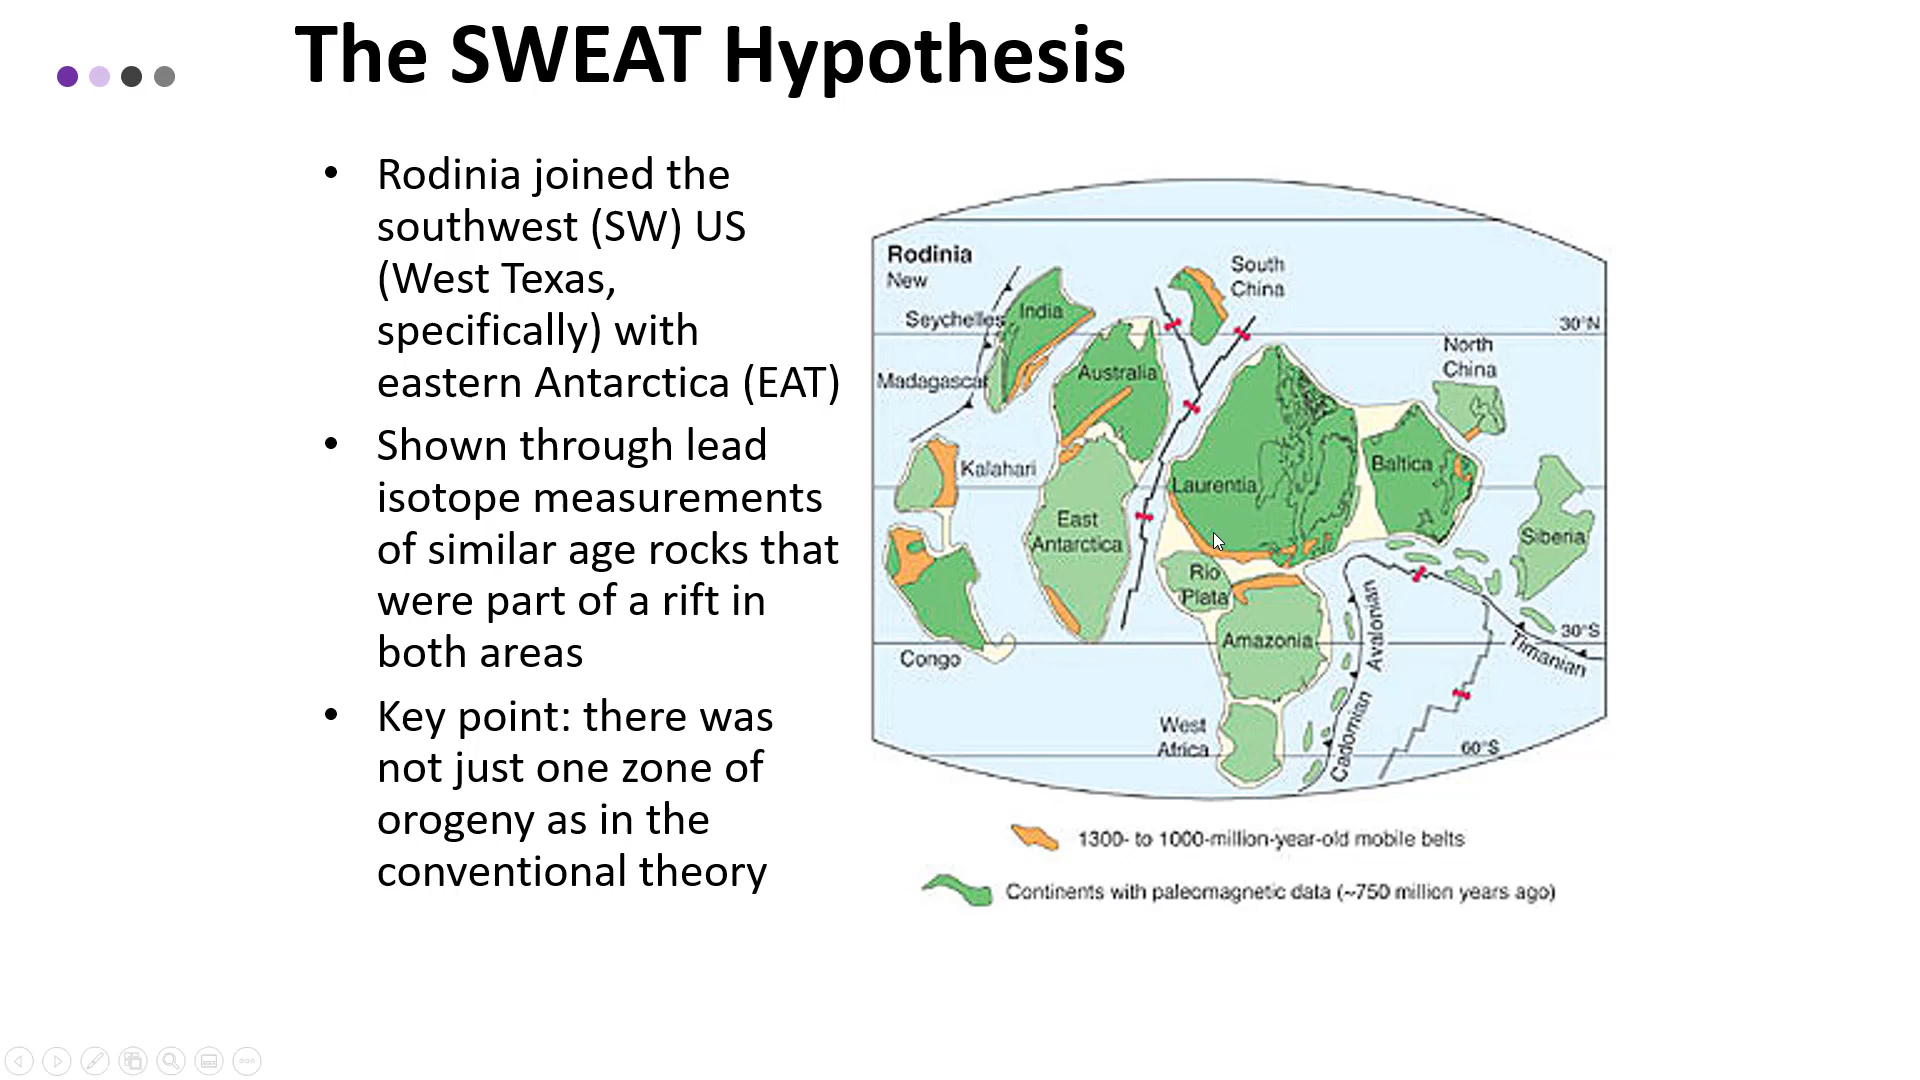 The SWEAT Hypothesis
• Rodinia joined the
southwest (SW) US
(West Texas,
specifically) with
eastern Antarctica (EAT)
• Shown through lead
isotope measurements
of similar age rocks that
were part of a rift in
both areas
• Key point: there was
not just one zone of
orogeny as in the
conventional theory
Rodinia
New
Seychelles
India
South
China
30°N
Madagascar
Australia
North
China
Kalahari
Laurentia
Baltica
East
Antarctica
Siberia
Rio
Plata
Congo
Amazonia
Avalonian
30°S
Timanian
West
Africa
Cadomian
60°S
1300- to 1000-million-year-old mobile belts
Continents with paleomagnetic data (~750 million years ago)